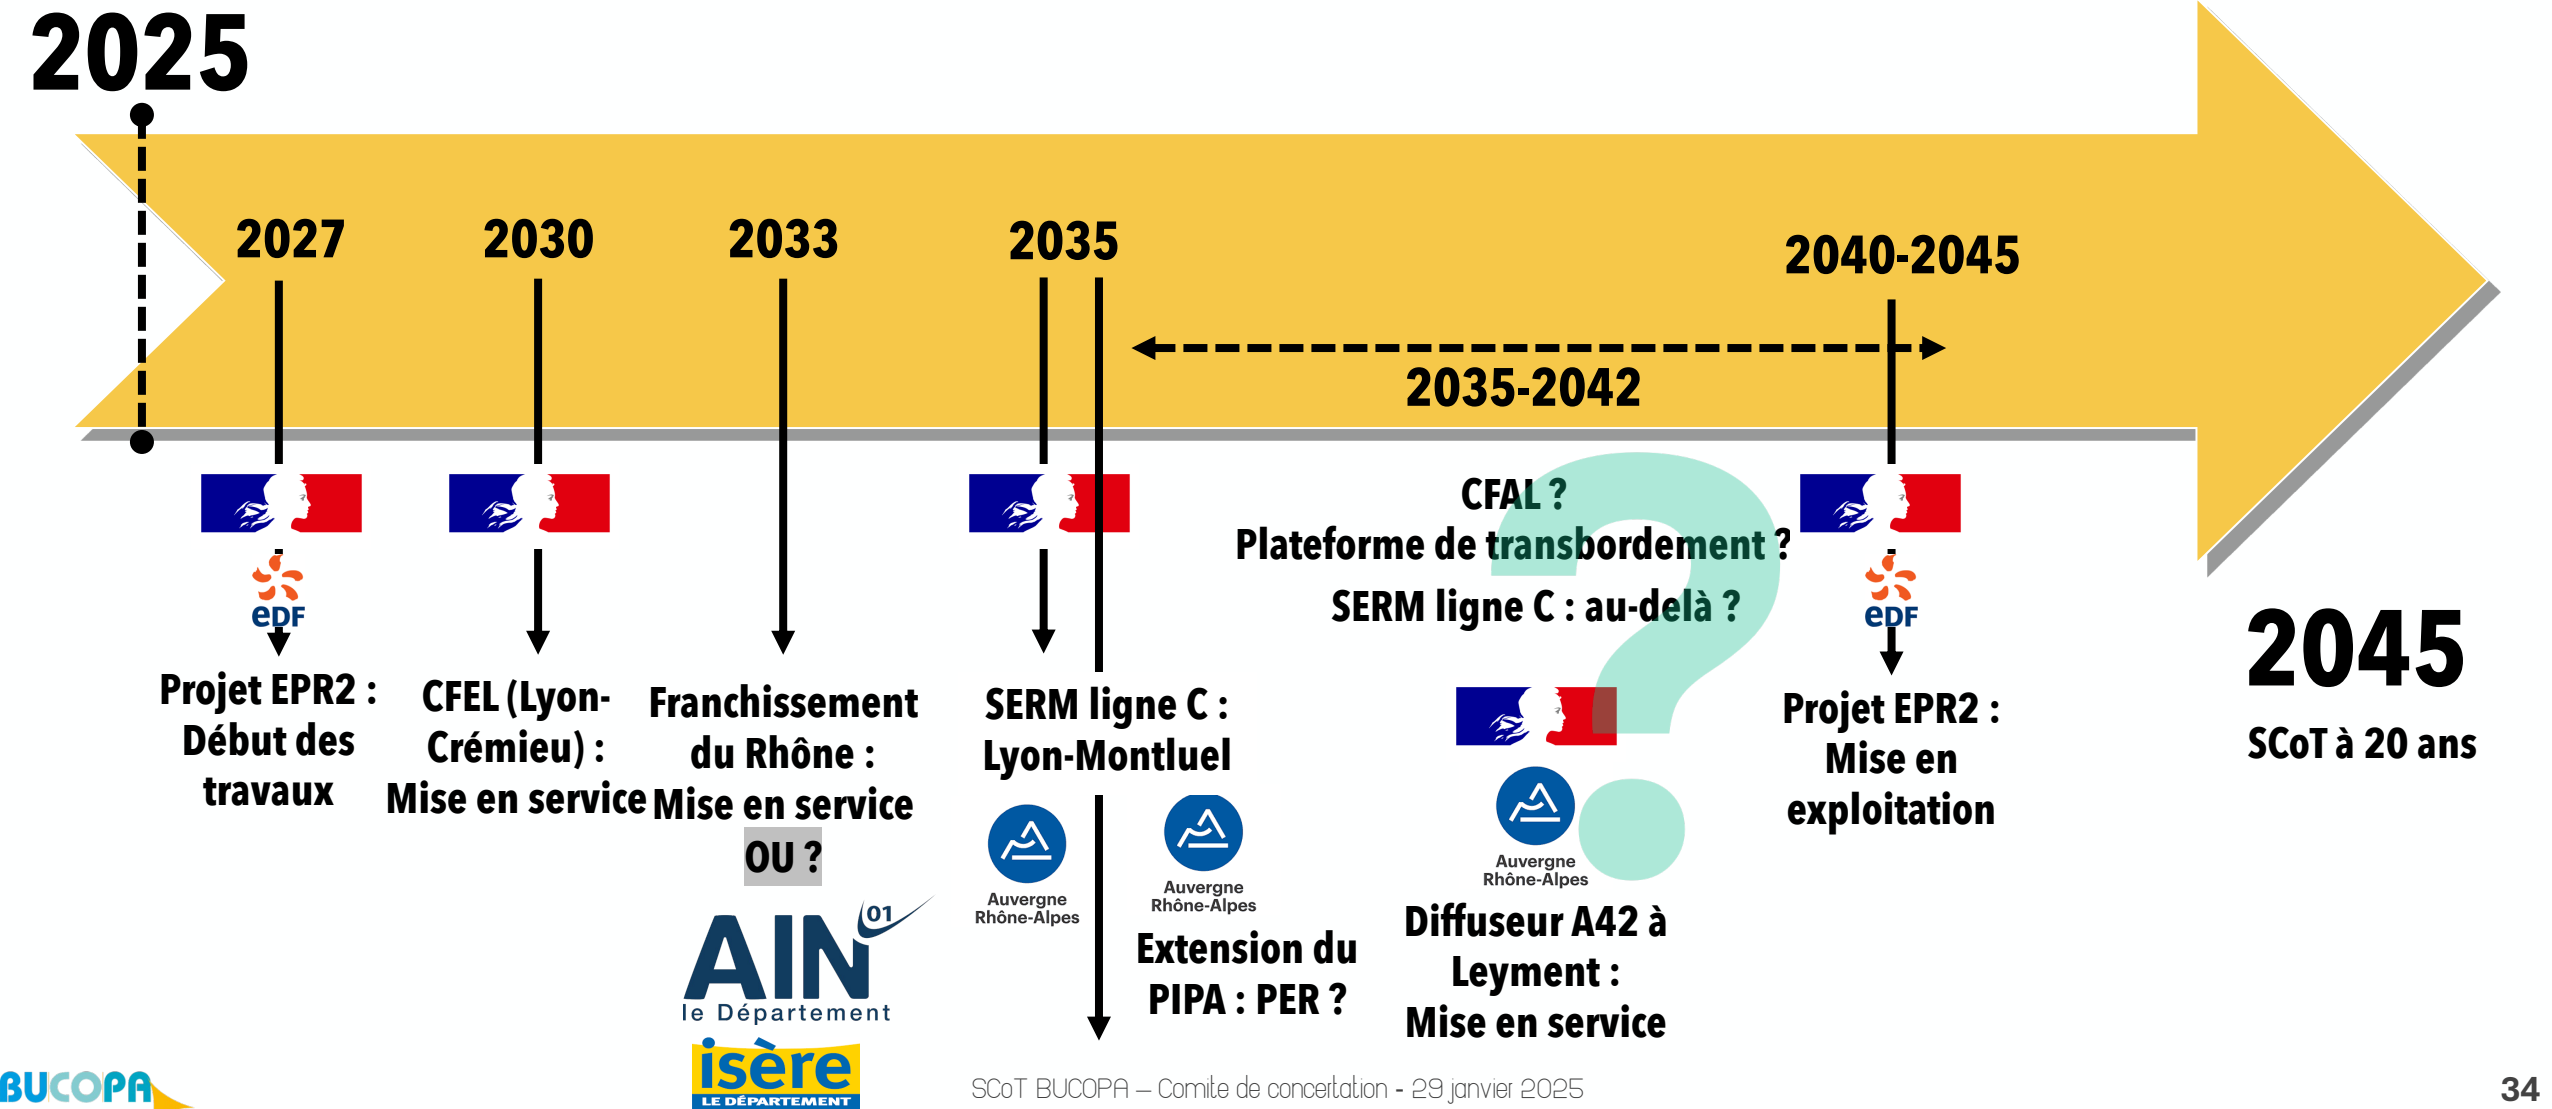 2025
2027
2030
2033
2035
2040-2045
2035-2042
eDF
Projet EPR2 :
Début des
travaux
CFEL (Lyon-
Crémieu) :
Mise en service
Franchissement
du Rhône :
Mise en service
OU ?
AIN 01
le Département
isère
LE DÉPARTEMENT
SERM ligne C :
Lyon-Montluel
Auvergne
Rhône-Alpes
Auvergne
Rhône-Alpes
Extension du
PIPA : PER ?
CFAL ?
Plateforme de transbordement ?
SERM ligne C : au-delà ?
?
Auvergne
Rhône-Alpes
Diffuseur A42 à
Leyment :
Mise en service
eDF
Projet EPR2 :
Mise en
exploitation
2045
SCoT à 20 ans
BUCOPA
SCoT BUCOPA – Comite de concertation - 29 janvier 2025
34